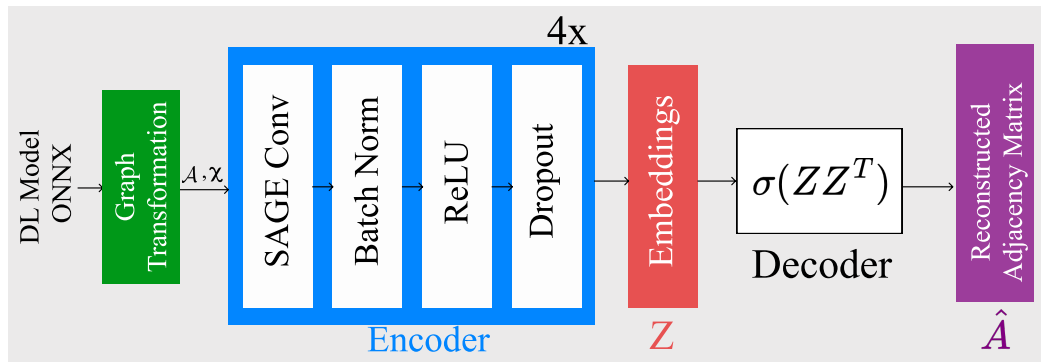 DL Model
ONNX
Graph
Transformation
𝒜, χ
4x
SAGE Conv
Batch Norm
ReLU
Dropout
Encoder
Embeddings
Z
σ(ZZ^T)
Decoder
Reconstructed
Adjacency Matrix
Â